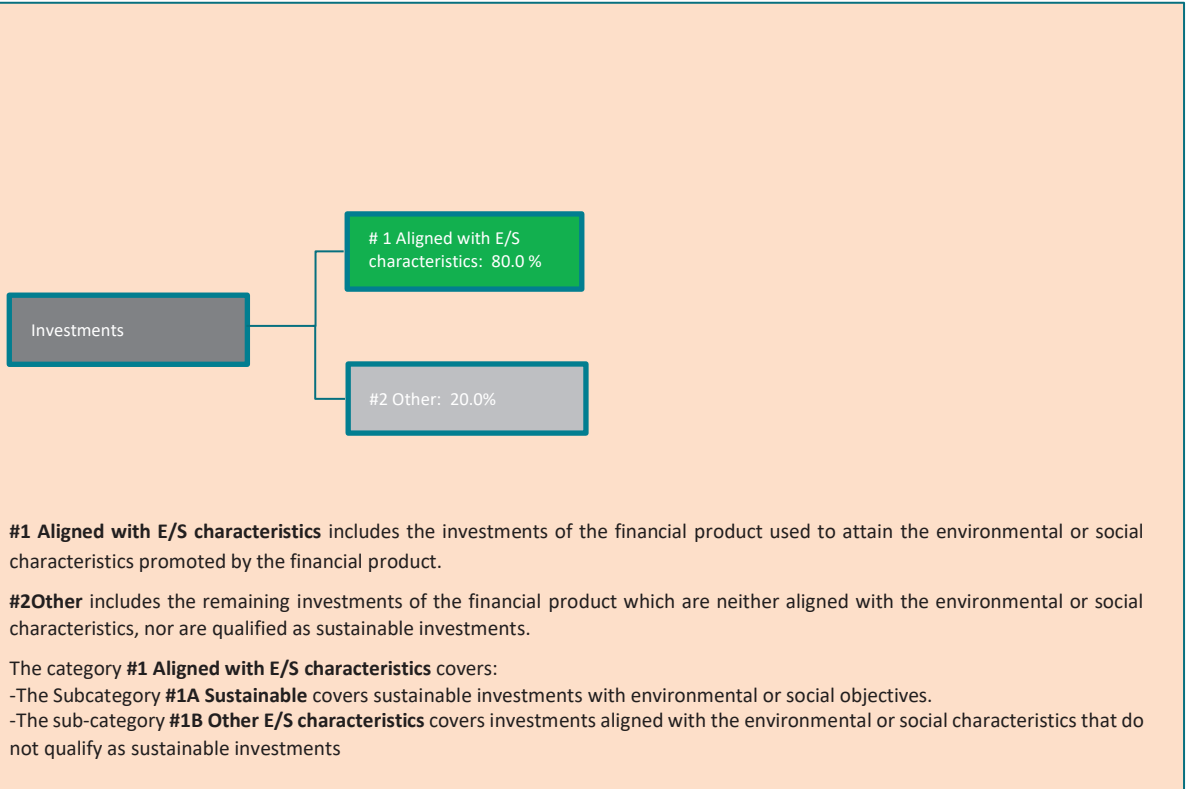 # 1 Aligned with E/S
characteristics: 80.0 %
Investments
#2 Other: 20.0%
#1 Aligned with E/S characteristics includes the investments of the financial product used to attain the environmental or social
characteristics promoted by the financial product.
#2Other includes the remaining investments of the financial product which are neither aligned with the environmental or social
characteristics, nor are qualified as sustainable investments.
The category #1 Aligned with E/S characteristics covers:
-The Subcategory #1A Sustainable covers sustainable investments with environmental or social objectives.
-The sub-category #1B Other E/S characteristics covers investments aligned with the environmental or social characteristics that do
not qualify as sustainable investments